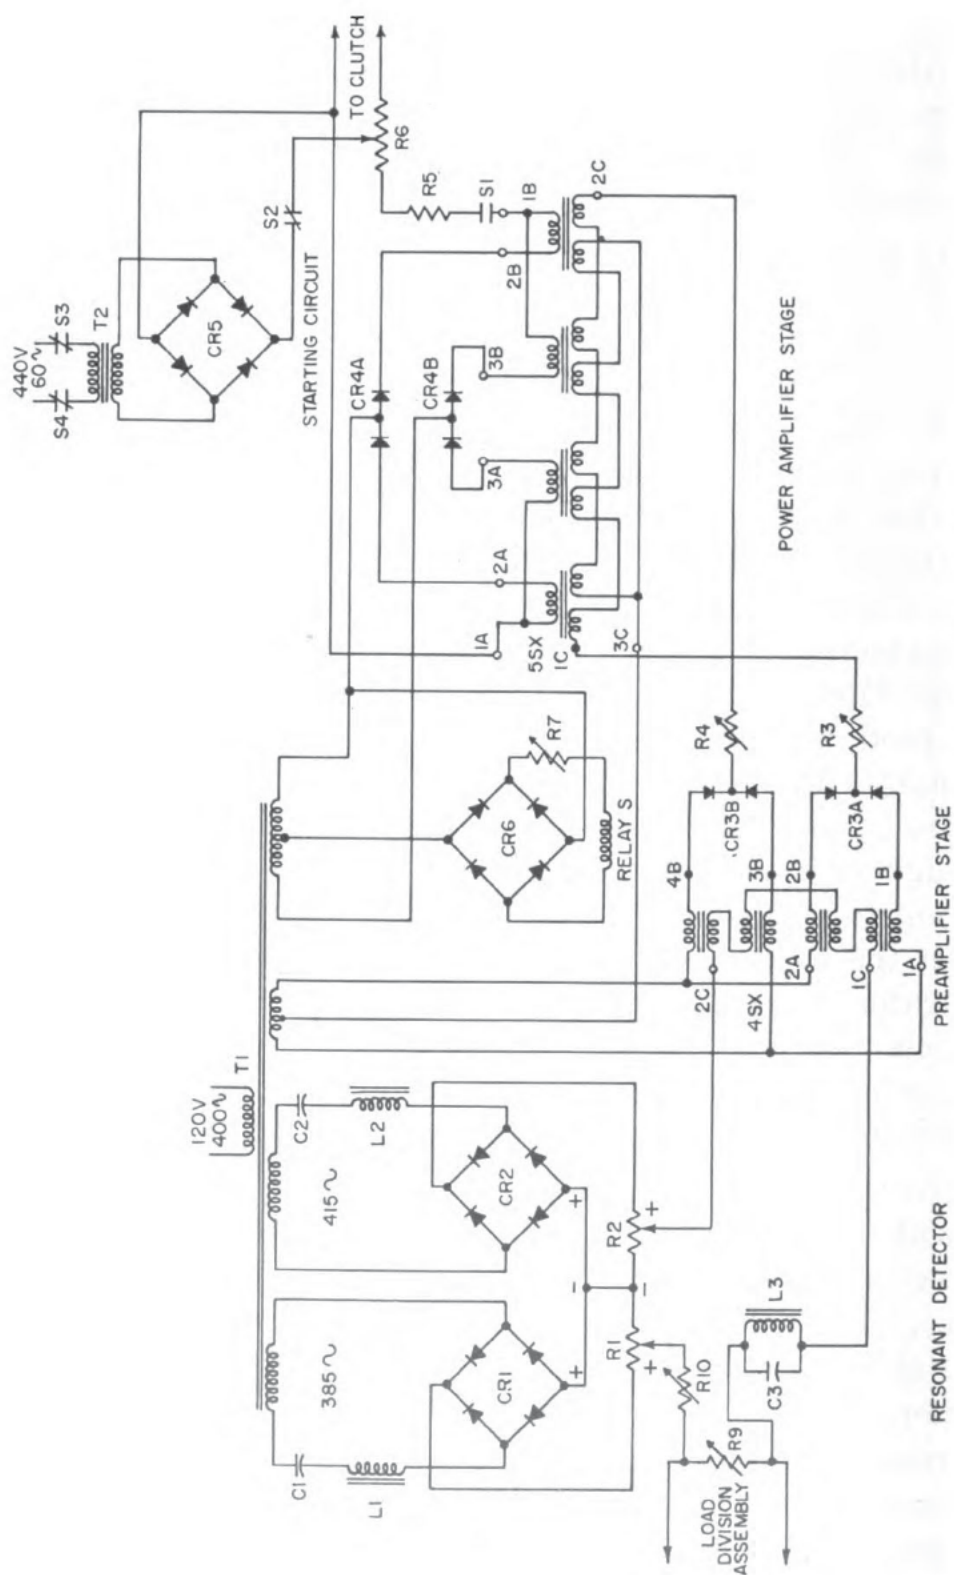 440V
60~
S4
S3
T2
CR5
STARTING CIRCUIT
S2
TO CLUTCH
R6
R5
S1
1B
2C
2B
CR4A
CR4B
3B
3A
2A
1A
5SX
1C
3C
POWER AMPLIFIER STAGE
120V
400~
T1
CR6
R7
RELAY S
R4
R3
CR3B
CR3A
4B
3B
2B
1B
2C
4SX
2A
1C
1A
PREAMPLIFIER STAGE
385~
415~
C1
L1
C2
L2
CR1
CR2
+
+
-
-
R1
+
R2
+
R10
R9
LOAD
DIVISION
ASSEMBLY
C3
L3
RESONANT DETECTOR